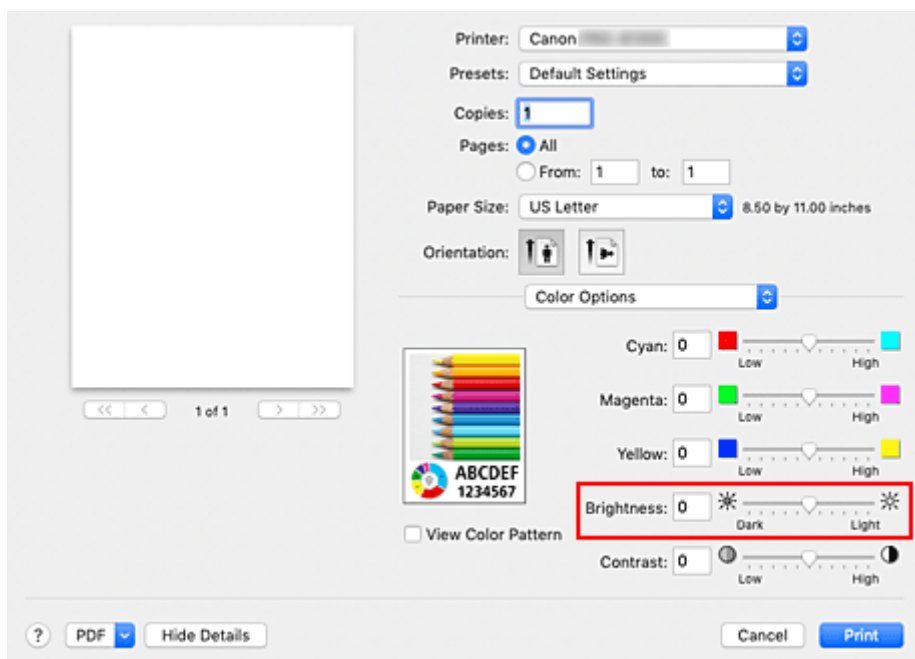 Printer: Canon
Presets: Default Settings
Copies: 1
Pages: All
From: 1 to: 1
Paper Size: US Letter 8.50 by 11.00 inches
Orientation:
Color Options
1 of 1
Cyan: 0
Low High
Magenta: 0
Low High
Yellow: 0
Low High
ABCDEF
1234567
Brightness: 0
Dark Light
View Color Pattern
Contrast: 0
Low High
? PDF Hide Details Cancel Print